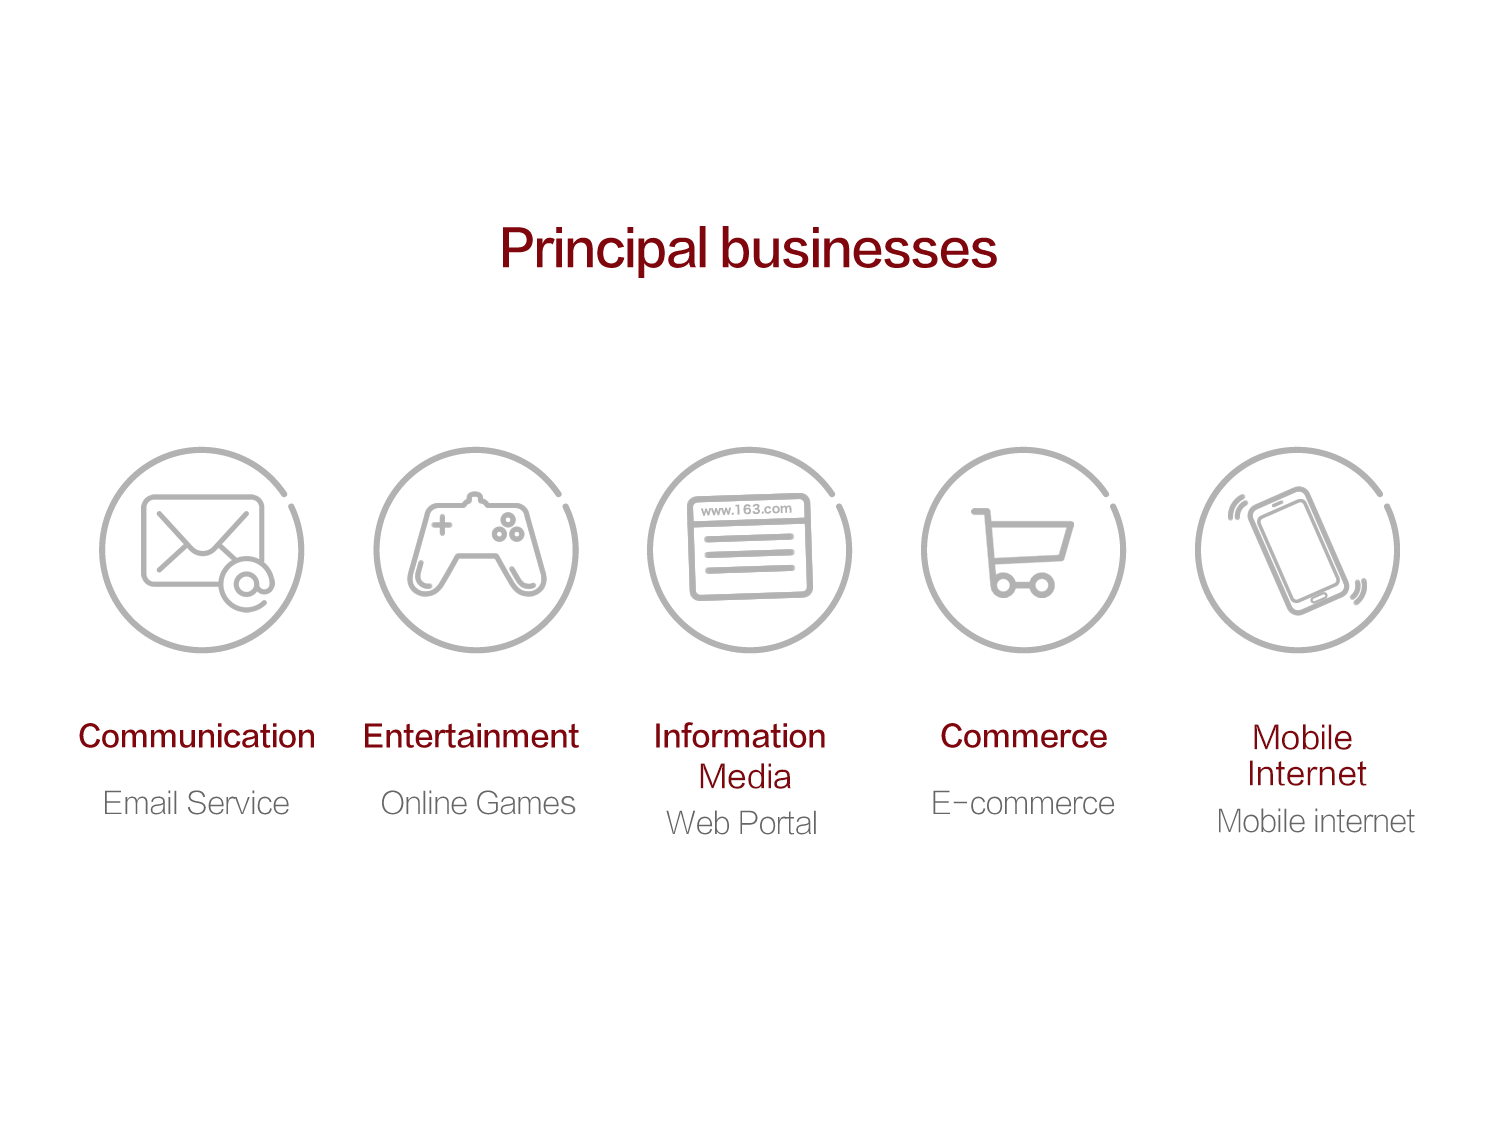 Principal businesses
www.163.com
Communication
Email Service
Entertainment
Online Games
Information
Media
Web Portal
Commerce
E-commerce
Mobile
Internet
Mobile internet